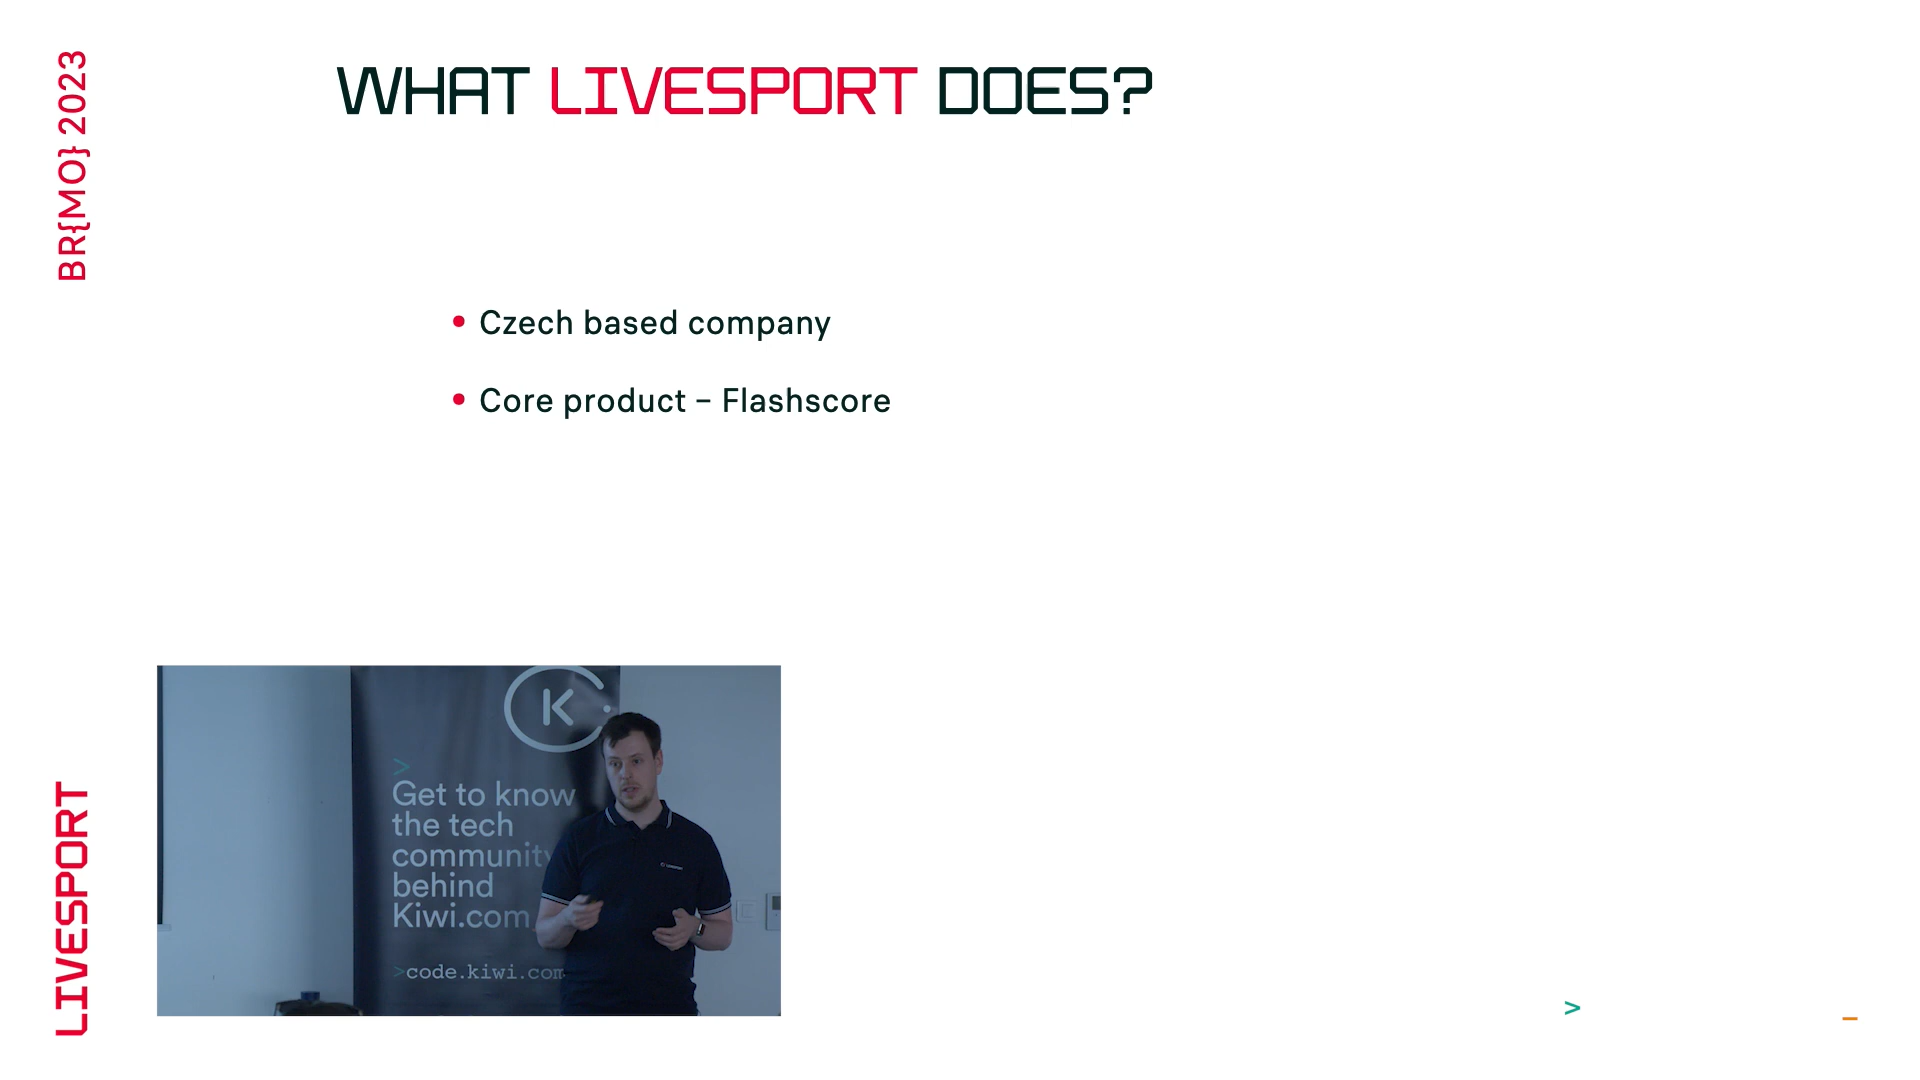 BR{MO} 2023
WHAT LIVESPORT DOES?
• Czech based company
• Core product – Flashscore
LIVESPORT
K
>
Get to know
the tech
community
behind
Kiwi.com
>code.kiwi.com
>
_